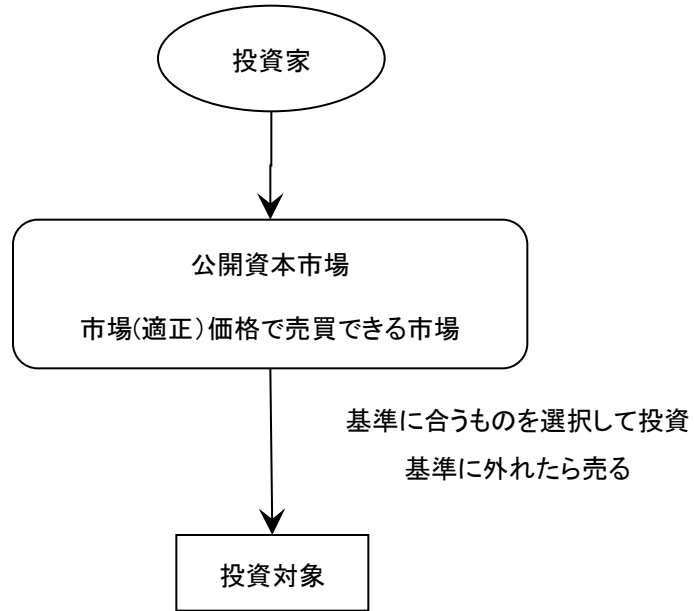 投資家
公開資本市場
市場(適正)価格で売買できる市場
基準に合うものを選択して投資
基準に外れたら売る
投資対象